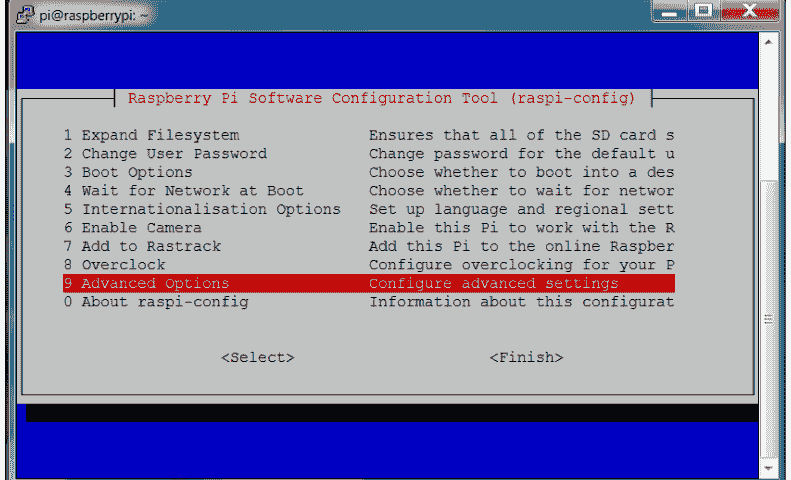 pi@raspberrypi: ~
Raspberry Pi Software Configuration Tool (raspi-config)
1 Expand Filesystem Ensures that all of the SD card s
2 Change User Password Change password for the default u
3 Boot Options Choose whether to boot into a des
4 Wait for Network at Boot Choose whether to wait for networ
5 Internationalisation Options Set up language and regional sett
6 Enable Camera Enable this Pi to work with the R
7 Add to Rastrack Add this Pi to the online Raspber
8 Overclock Configure overclocking for your P
9 Advanced Options Configure advanced settings
0 About raspi-config Information about this configurat
<Select> <Finish>